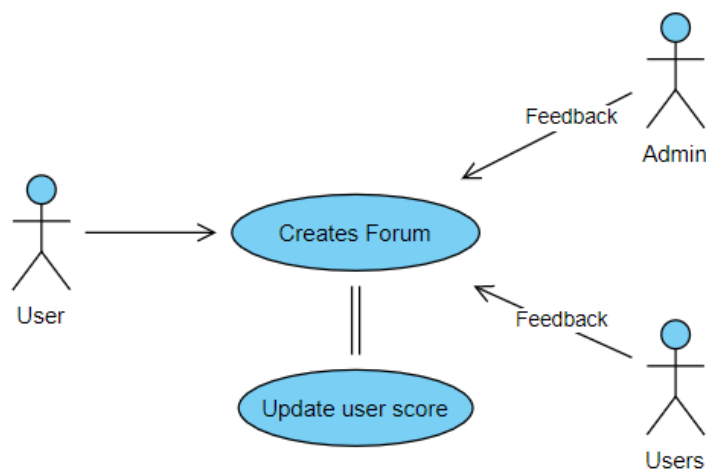 Feedback
Admin
Creates Forum
User
Feedback
Update user score
Users